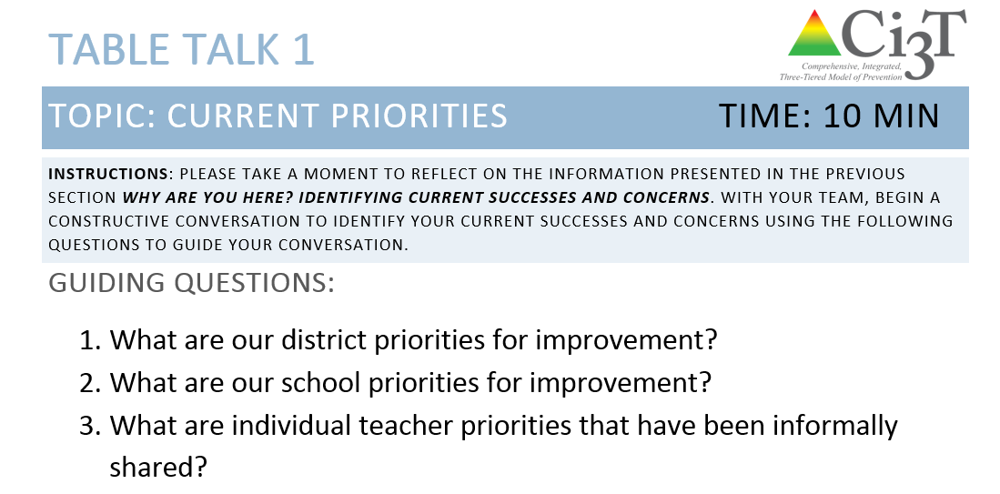 TABLE TALK 1
Ci3T
Comprehensive, Integrated,
Three-Tiered Model of Prevention
TOPIC: CURRENT PRIORITIES TIME: 10 MIN
INSTRUCTIONS: PLEASE TAKE A MOMENT TO REFLECT ON THE INFORMATION PRESENTED IN THE PREVIOUS
SECTION WHY ARE YOU HERE? IDENTIFYING CURRENT SUCCESSES AND CONCERNS. WITH YOUR TEAM, BEGIN A
CONSTRUCTIVE CONVERSATION TO IDENTIFY YOUR CURRENT SUCCESSES AND CONCERNS USING THE FOLLOWING
QUESTIONS TO GUIDE YOUR CONVERSATION.
GUIDING QUESTIONS:
1. What are our district priorities for improvement?
2. What are our school priorities for improvement?
3. What are individual teacher priorities that have been informally
shared?